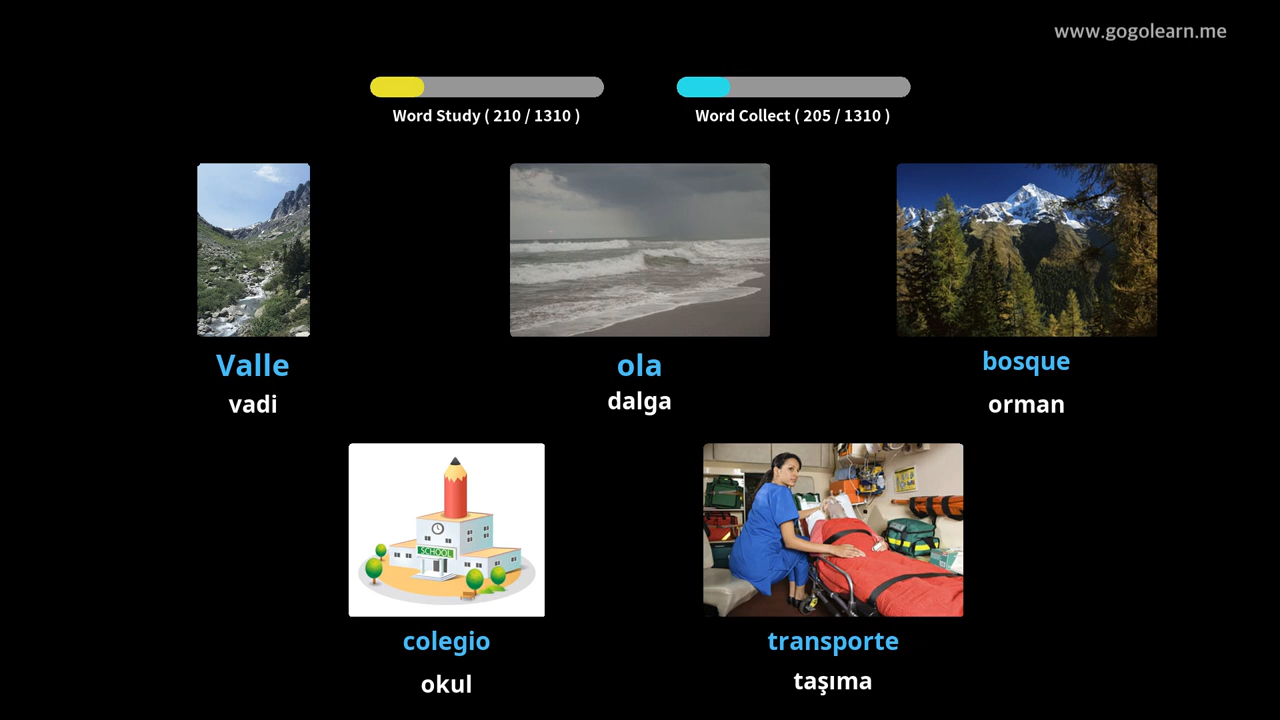 www.gogolearn.me
Word Study ( 210 / 1310 )
Word Collect ( 205 / 1310 )
Valle
ola
bosque
vadi
dalga
orman
SCHOOL
colegio
transporte
okul
taşıma